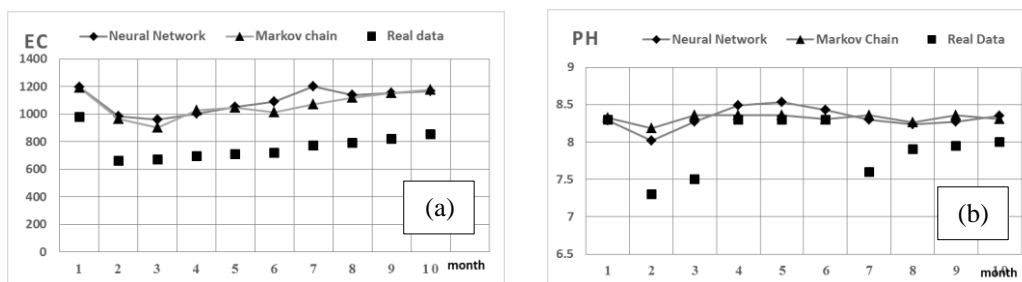 EC
Neural Network Markov chain Real data
1400
1200
1000
800
600
400
200
0
1 2 3 4 5 6 7 8 9 10 month
(a)
PH
Neural Network Markov Chain Real Data
9
8.5
8
7.5
7
6.5
1 2 3 4 5 6 7 8 9 10 month
(b)